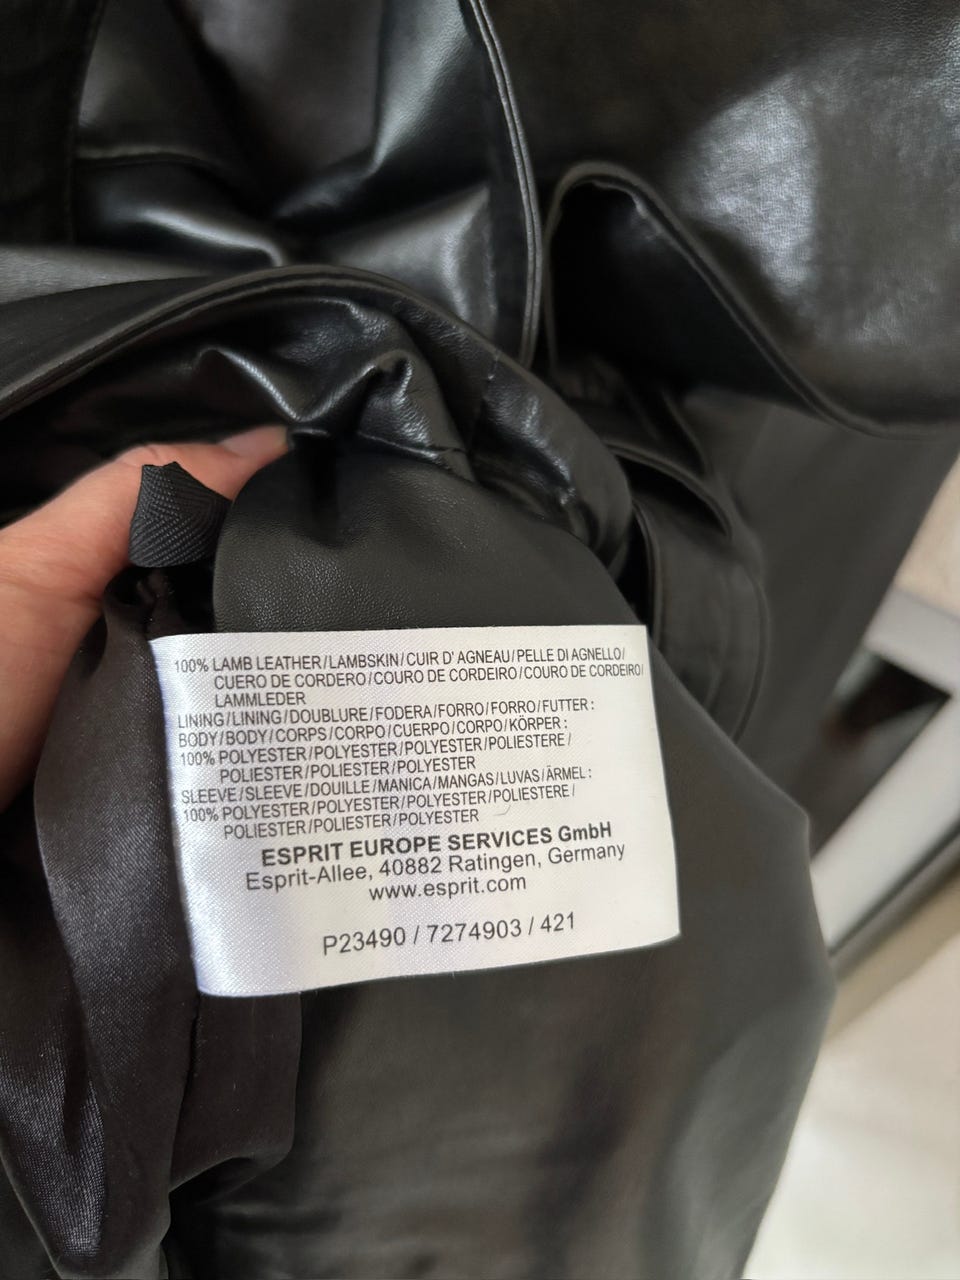 100% LAMB LEATHER/LAMBSKIN/CUIR D'AGNEAU/PELLE DI AGNELLO/
CUERO DE CORDERO/COURO DE CORDEIRO/COURO DE CORDEIRO/
LAMMLEDER
LINING/LINING/DOUBLURE/FODERA/FORRO/FORRO/FUTTER:
BODY/BODY/CORPS/CORPO/CUERPO/CORPO/KÖRPER:
100% POLYESTER/POLYESTER/POLYESTER/POLIESTERE/
POLIESTER/POLIESTER/POLYESTER
SLEEVE/SLEEVE/DOUILLE/MANICA/MANGAS/LUVAS/ÄRMEL:
100% POLYESTER/POLYESTER/POLYESTER/POLIESTERE/
POLIESTER/POLIESTER/POLYESTER
ESPRIT EUROPE SERVICES GmbH
Esprit-Allee, 40882 Ratingen, Germany
www.esprit.com
P23490 / 7274903 / 421